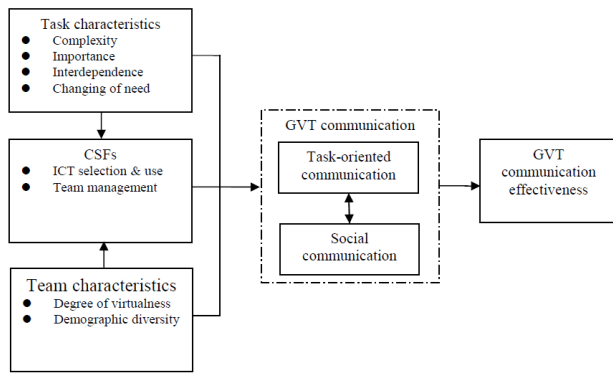 Task characteristics
● Complexity
● Importance
● Interdependence
● Changing of need
CSFs
● ICT selection & use
● Team management
Team characteristics
● Degree of virtualness
● Demographic diversity
GVT communication
Task-oriented
communication
Social
communication
GVT
communication
effectiveness